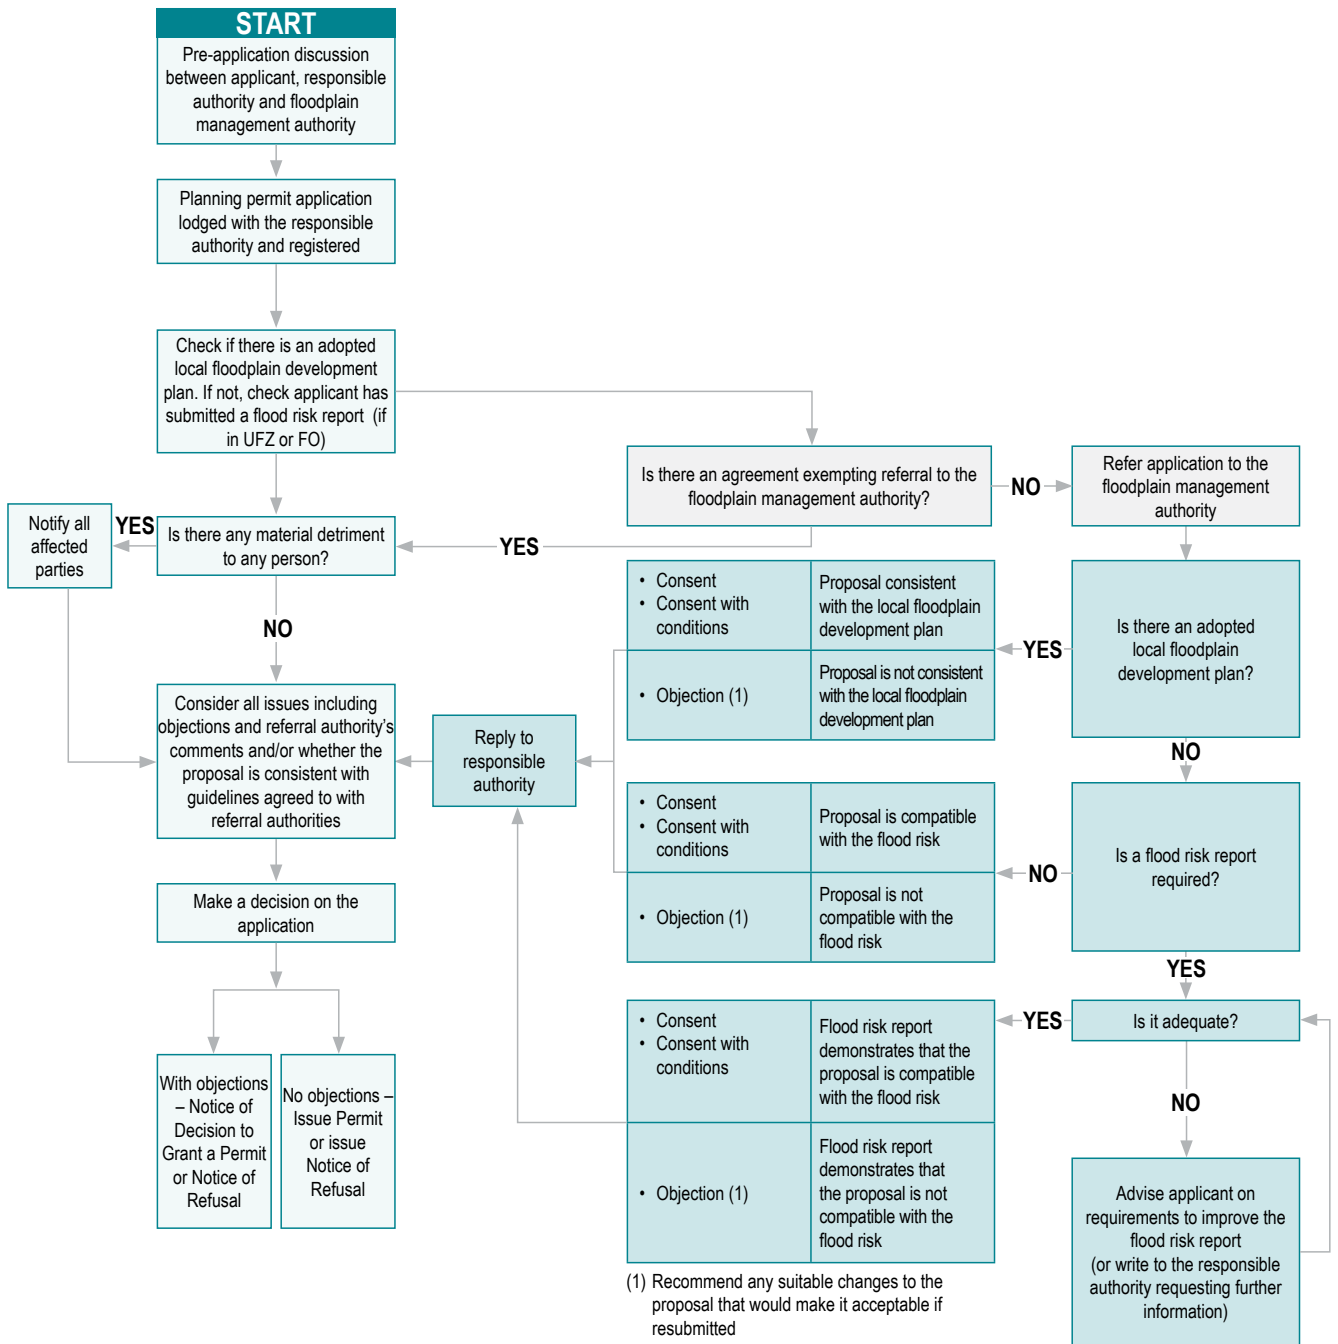 START
Pre-application discussion
between applicant, responsible
authority and floodplain
management authority
Planning permit application
lodged with the responsible
authority and registered
Check if there is an adopted
local floodplain development
plan. If not, check applicant has
submitted a flood risk report (if
in UFZ or FO)
Is there any material detriment
to any person?
YES
Notify all
affected
parties
NO
Consider all issues including
objections and referral authority's
comments and/or whether the
proposal is consistent with
guidelines agreed to with
referral authorities
Make a decision on the
application
With objections
– Notice of
Decision to
Grant a Permit
or Notice of
Refusal
No objections –
Issue Permit
or issue
Notice of
Refusal
Is there an agreement exempting referral to the
floodplain management authority?
YES
NO
Refer application to the
floodplain management
authority
Is there an adopted
local floodplain
development plan?
YES
• Consent
• Consent with
conditions
Proposal consistent
with the local floodplain
development plan
• Objection (1)
Proposal is not consistent
with the local floodplain
development plan
Reply to
responsible
authority
NO
Is a flood risk report
required?
NO
• Consent
• Consent with
conditions
Proposal is compatible
with the flood risk
• Objection (1)
Proposal is not
compatible with the
flood risk
YES
Is it adequate?
YES
• Consent
• Consent with
conditions
Flood risk report
demonstrates that the
proposal is compatible
with the flood risk
• Objection (1)
Flood risk report
demonstrates that
the proposal is not
compatible with the
flood risk
NO
Advise applicant on
requirements to improve the
flood risk report
(or write to the responsible
authority requesting further
information)
(1) Recommend any suitable changes to the
proposal that would make it acceptable if
resubmitted